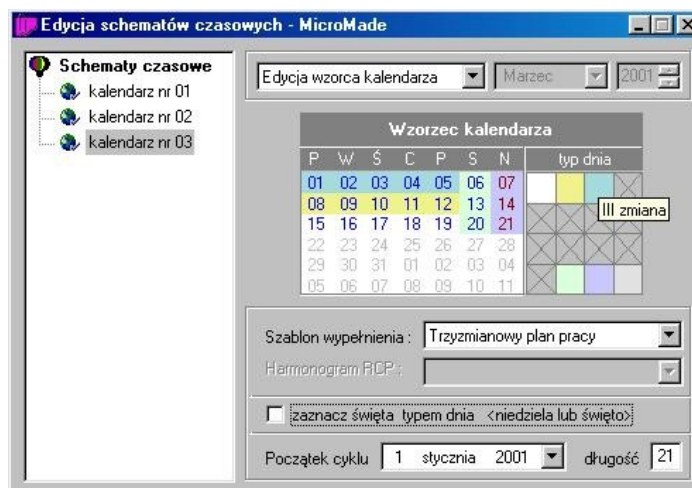 Edycja schematów czasowych - MicroMade
Schematy czasowe
kalendarz nr 01
kalendarz nr 02
kalendarz nr 03
Edycja wzorca kalendarza Marzec 2001
Wzorzec kalendarza
P W Ś C P S N typ dnia
01 02 03 04 05 06 07
08 09 10 11 12 13 14 III zmiana
15 16 17 18 19 20 21
22 23 24 25 26 27 28
29 30 31 01 02 03 04
05 06 07 08 09 10 11
Szablon wypełnienia : Trzyzmianowy plan pracy
Harmonogram RCP :
zaznacz święta typem dnia <niedziela lub święto>
Początek cyklu 1 stycznia 2001 długość 21